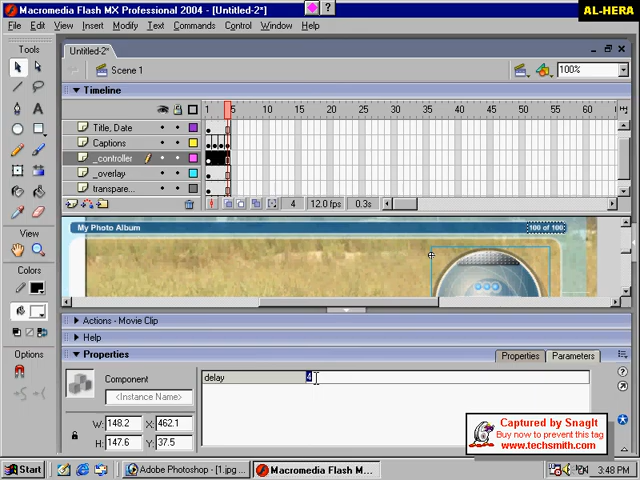 Macromedia Flash MX Professional 2004 - [Untitled-2*]
?
AL-HERA
File Edit View Insert Modify Text Commands Control Window Help
Tools
Untitled-2*
Scene 1
100%
Timeline
1 5 10 15 20 25 30 35 40 45 50 55 60
Title, Date
Captions
_controller
_overlay
transpare...
4 12.0 fps 0.3s
View
Colors
Options
My Photo Album
100 of 100
Actions - Movie Clip
Help
Properties
Properties Parameters
Component
<Instance Name>
W: 148.2 X: 462.1
H: 147.6 Y: 37.5
delay 4
Captured by SnagIt
Buy now to prevent this tag
www.techsmith.com
Start
Adobe Photoshop - [1.jpg ...
Macromedia Flash M...
3:48 PM